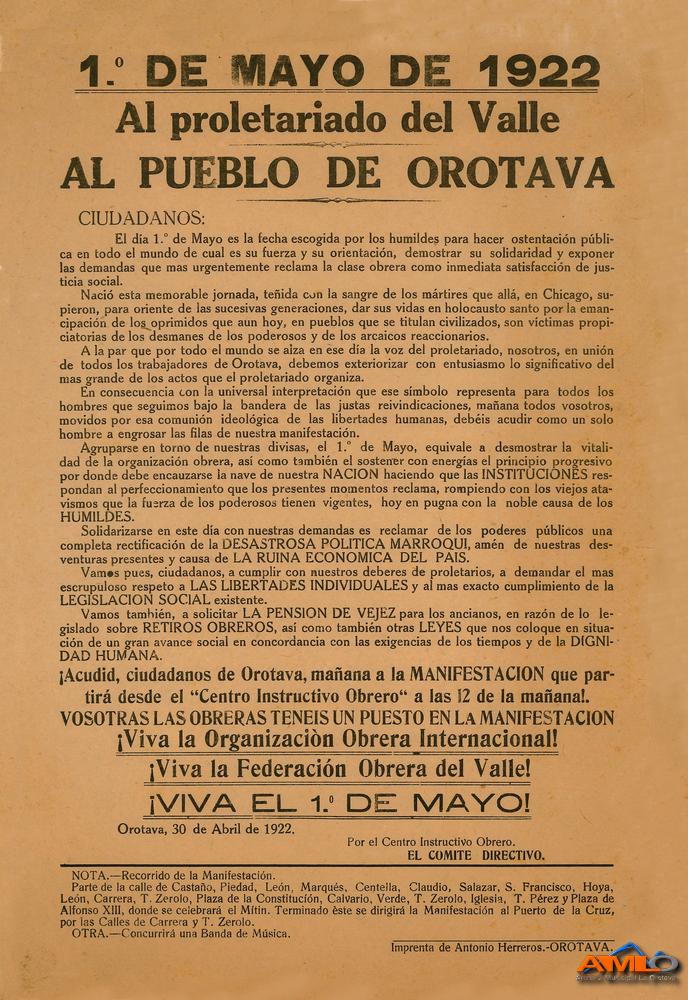 1.º DE MAYO DE 1922
Al proletariado del Valle
AL PUEBLO DE OROTAVA
CIUDADANOS:
El día 1.º de Mayo es la fecha escogida por los humildes para hacer ostentación públi-
ca en todo el mundo de cual es su fuerza y su orientación, demostrar su solidaridad y exponer
las demandas que mas urgentemente reclama la clase obrera como inmediata satisfacción de jus-
ticia social.
Nació esta memorable jornada, teñida con la sangre de los mártires que allá, en Chicago, su-
pieron, para oriente de las sucesivas generaciones, dar sus vidas en holocausto santo por la eman-
cipación de los oprimidos que aun hoy, en pueblos que se titulan civilizados, son víctimas propi-
ciatorias de los desmanes de los poderosos y de los arcaicos reaccionarios.
A la par que por todo el mundo se alza en ese día la voz del proletariado, nosotros, en unión
de todos los trabajadores de Orotava, debemos exteriorizar con entusiasmo lo significativo del
mas grande de los actos que el proletariado organiza.
En consecuencia con la universal interpretación que ese símbolo representa para todos los
hombres que seguimos bajo la bandera de las justas reivindicaciones, mañana todos vosotros,
movidos por esa comunión ideológica de las libertades humanas, debéis acudir como un solo
hombre a engrosar las filas de nuestra manifestación.
Agruparse en torno de nuestras divisas, el 1.º de Mayo, equivale a desmostrar la vitali-
dad de la organización obrera, así como también el sostener con energías el principio progresivo
por donde debe encauzarse la nave de nuestra NACION haciendo que las INSTITUCIONES res-
pondan al perfeccionamiento que los presentes momentos reclama, rompiendo con los viejos ata-
vismos que la fuerza de los poderosos tienen vigentes, hoy en pugna con la noble causa de los
HUMILDES.
Solidarizarse en este día con nuestras demandas es reclamar de los poderes públicos una
completa rectificación de la DESASTROSA POLITICA MARROQUI, amén de nuestras des-
venturas presentes y causa de LA RUINA ECONOMICA DEL PAIS.
Vamos pues, ciudadanos, a cumplir con nuestros deberes de proletarios, a demandar el mas
escrupuloso respeto a LAS LIBERTADES INDIVIDUALES y al mas exacto cumplimiento de la
LEGISLACION SOCIAL existente.
Vamos también, a solicitar LA PENSION DE VEJEZ para los ancianos, en razón de lo le-
gislado sobre RETIROS OBREROS, así como también otras LEYES que nos coloque en situa-
ción de un gran avance social en concordancia con las exigencias de los tiempos y de la DIGNI-
DAD HUMANA.
¡Acudid, ciudadanos de Orotava, mañana a la MANIFESTACION que par-
tirá desde el "Centro Instructivo Obrero" a las 12 de la mañana!.
VOSOTRAS LAS OBRERAS TENEIS UN PUESTO EN LA MANIFESTACION
¡Viva la Organizaciòn Obrera Internacional!
¡Viva la Federación Obrera del Valle!
¡VIVA EL 1.º DE MAYO!
Orotava, 30 de Abril de 1922.
Por el Centro Instructivo Obrero.
EL COMITE DIRECTIVO.
NOTA.—Recorrido de la Manifestación.
Parte de la calle de Castaño, Piedad, León, Marqués, Centella, Claudio, Salazar, S. Francisco, Hoya,
León, Carrera, T. Zerolo, Plaza de la Constitución, Calvario, Verde, T. Zerolo, Iglesia, T. Pérez y Plaza de
Alfonso XIII, donde se celebrará el Mítin. Terminado èste se dirigirá la Manifestación al Puerto de la Cruz,
por las Calles de Carrera y T. Zerolo.
OTRA.—Concurrirá una Banda de Música.
Imprenta de Antonio Herreros.-OROTAVA.
AMLO